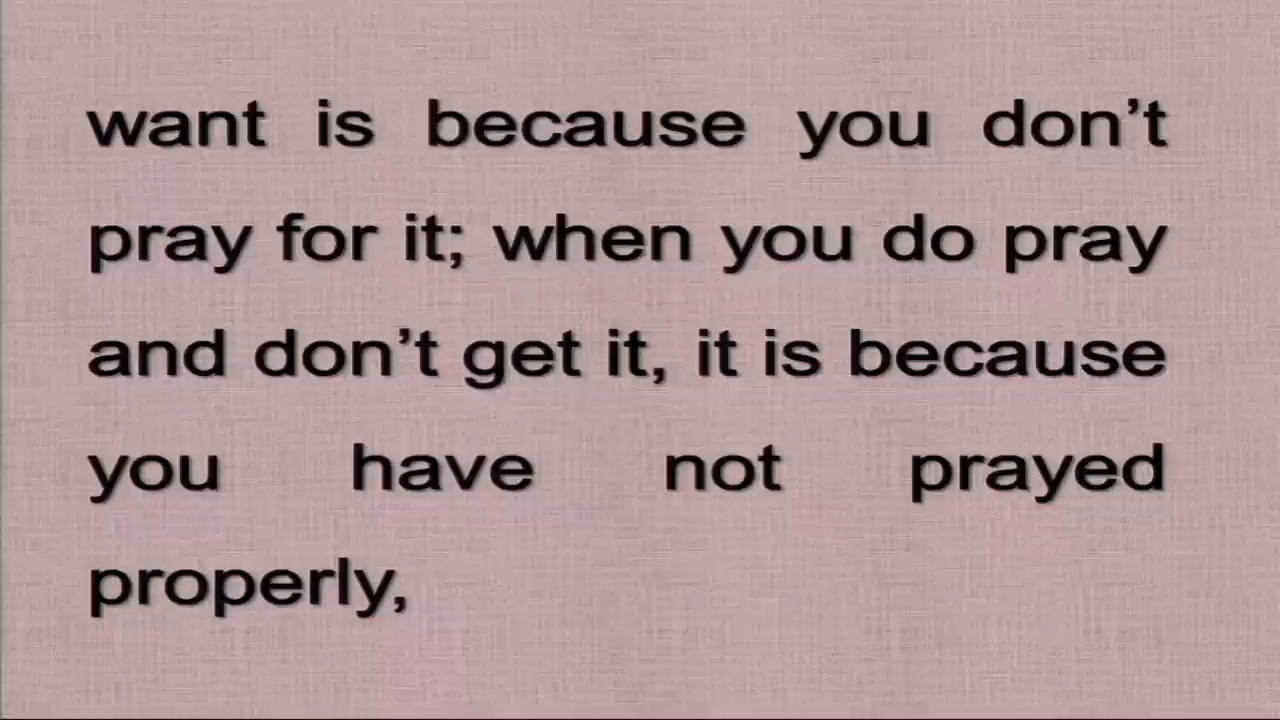 want is because you don’t
pray for it; when you do pray
and don’t get it, it is because
you have not prayed
properly,